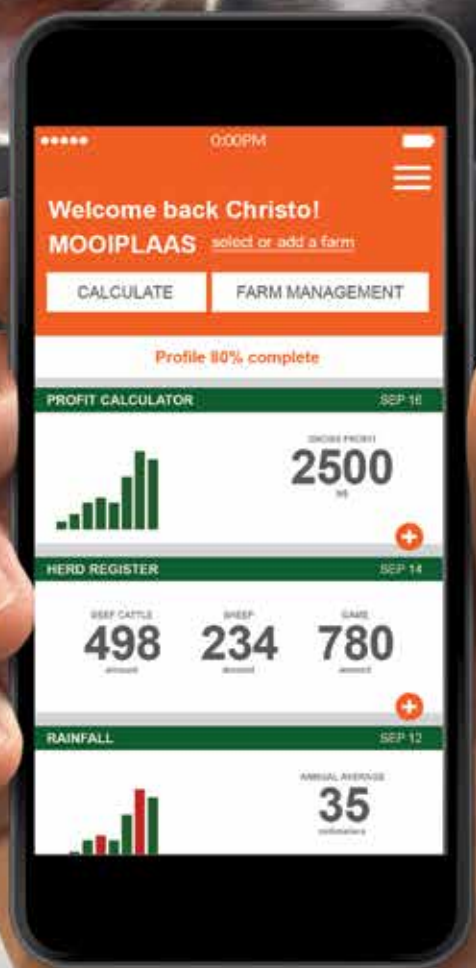 0:00PM
Welcome back Christo!
MOOIPLAAS select or add a farm
CALCULATE FARM MANAGEMENT
Profile 80% complete
PROFIT CALCULATOR SEP 16
GROSS PROFIT
2500
N$
HERD REGISTER SEP 14
BEEF CATTLE SHEEP GAME
498 234 780
amount amount amount
RAINFALL SEP 12
ANNUAL AVERAGE
35